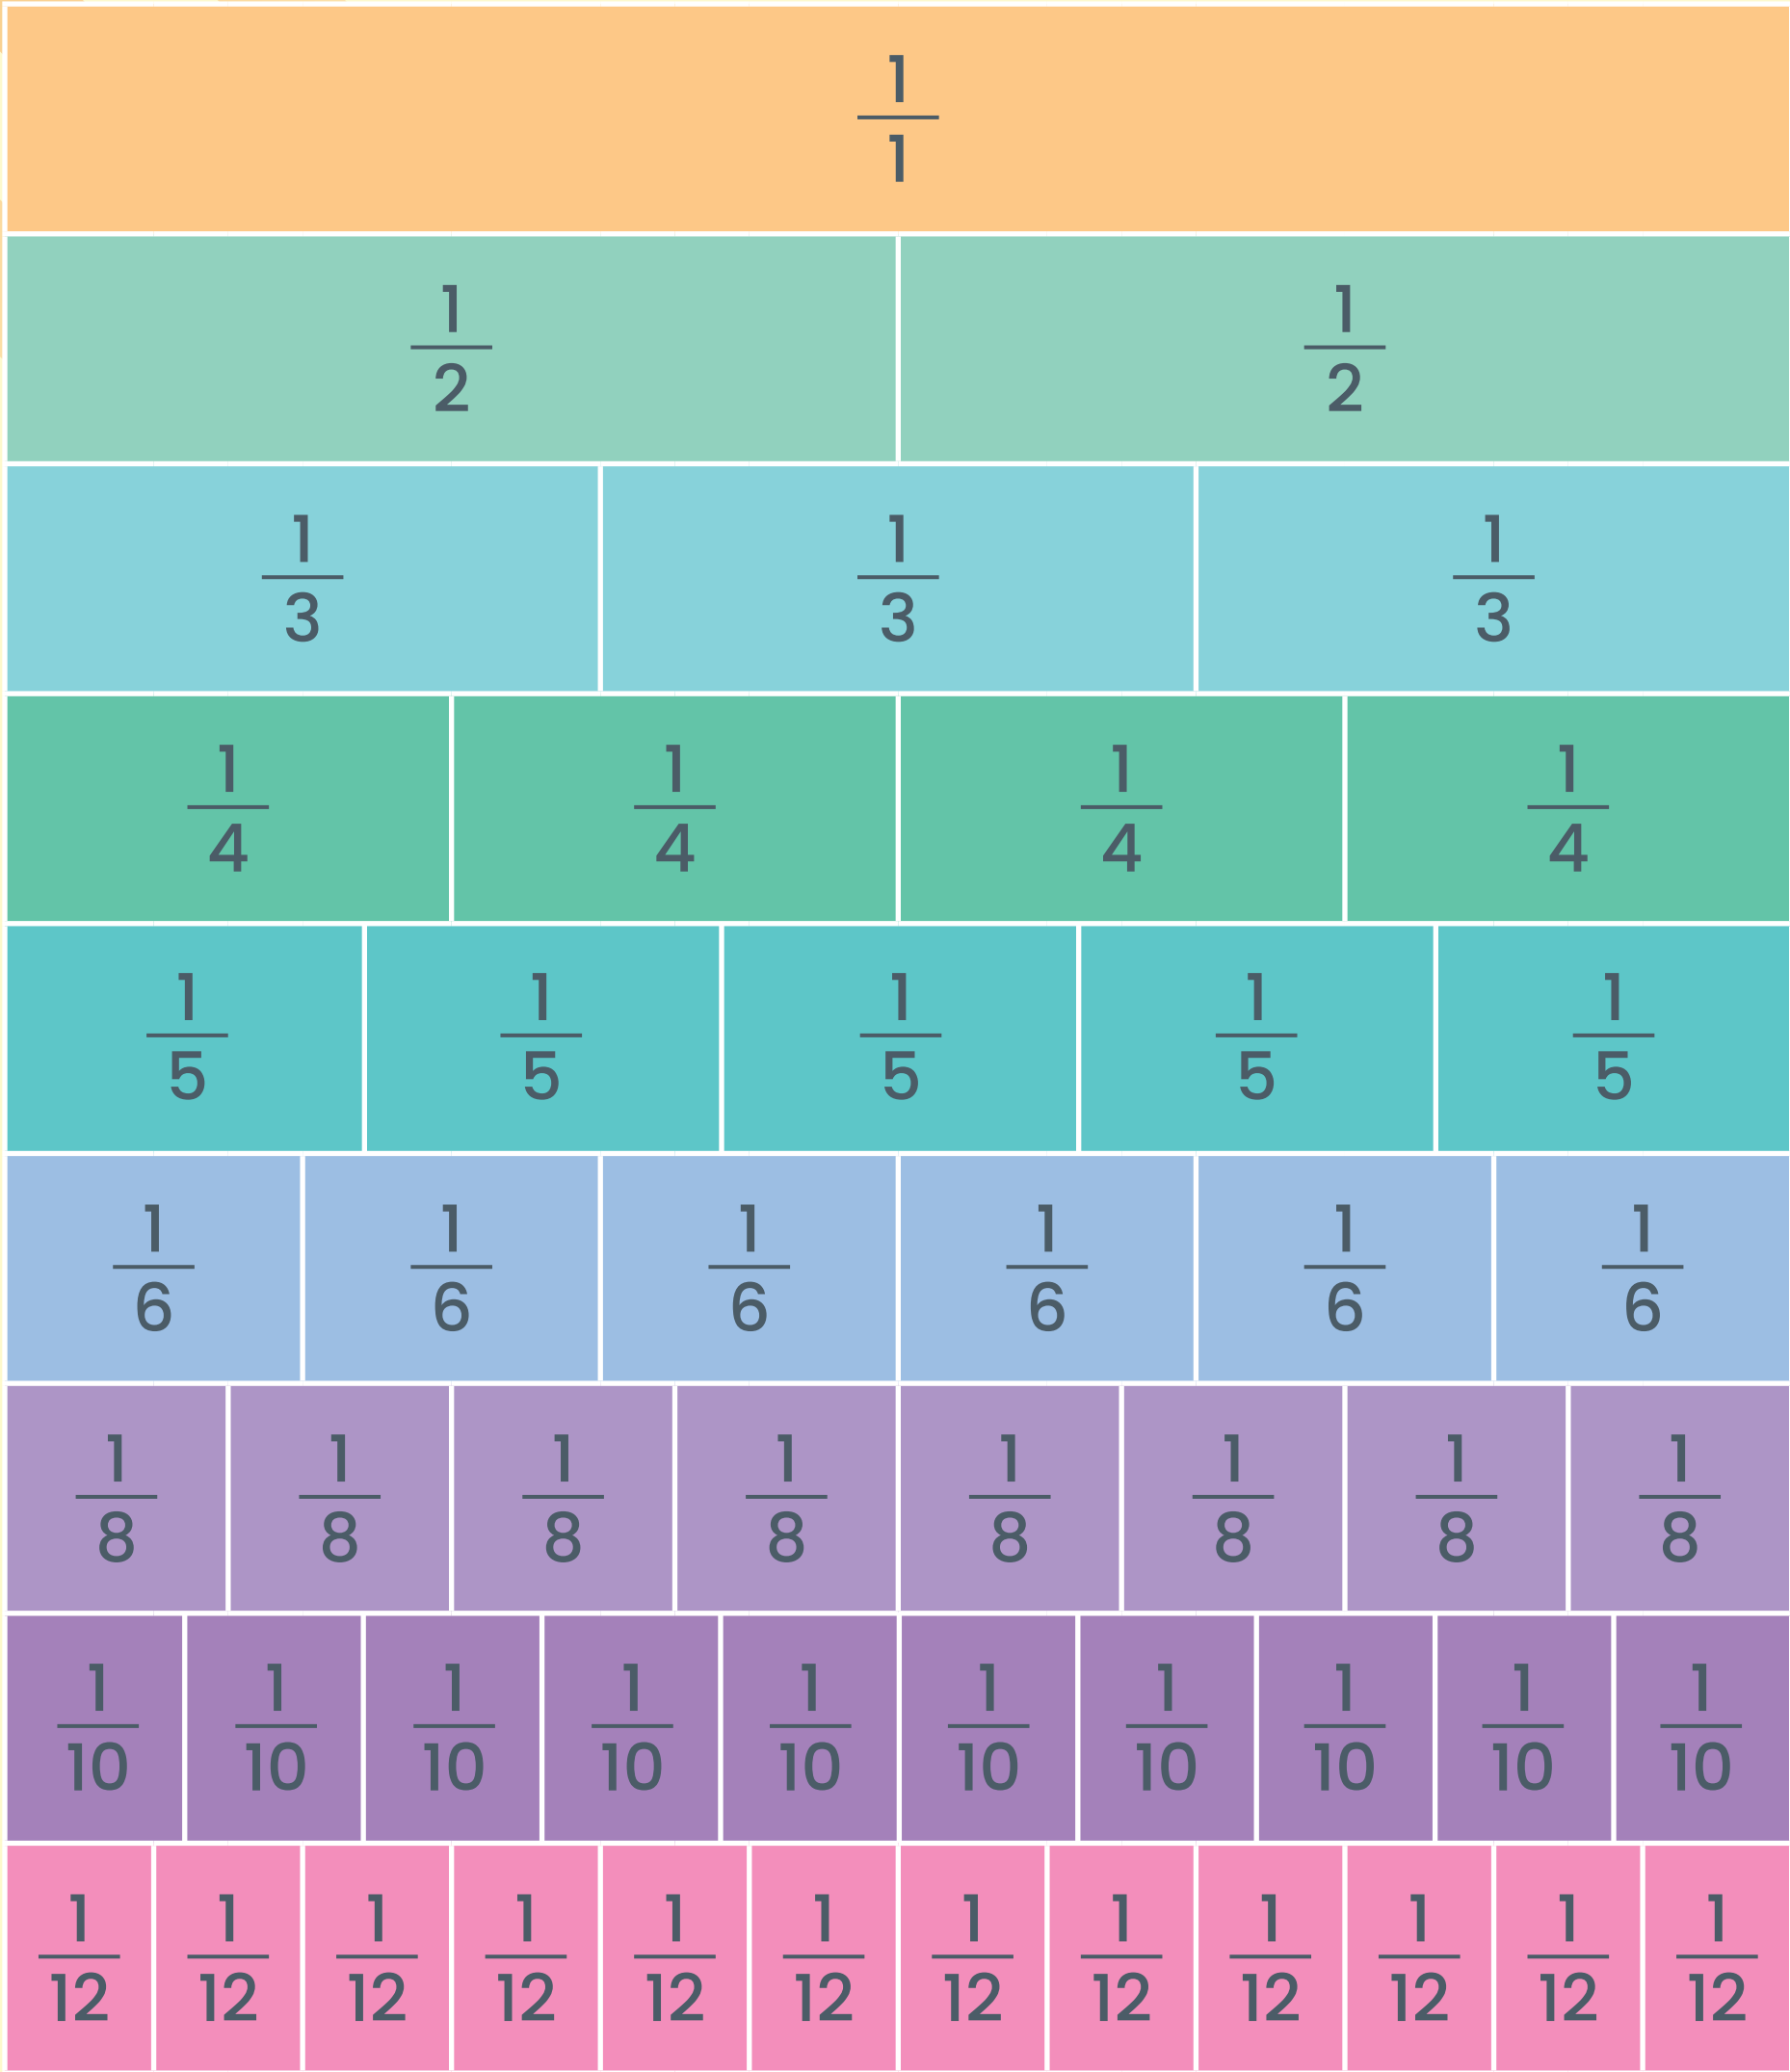 1
1
1 1
2 2
1 1 1
3 3 3
1 1 1 1
4 4 4 4
1 1 1 1 1
5 5 5 5 5
1 1 1 1 1 1
6 6 6 6 6 6
1 1 1 1 1 1 1 1
8 8 8 8 8 8 8 8
1 1 1 1 1 1 1 1 1 1
10 10 10 10 10 10 10 10 10 10
1 1 1 1 1 1 1 1 1 1 1 1
12 12 12 12 12 12 12 12 12 12 12 12